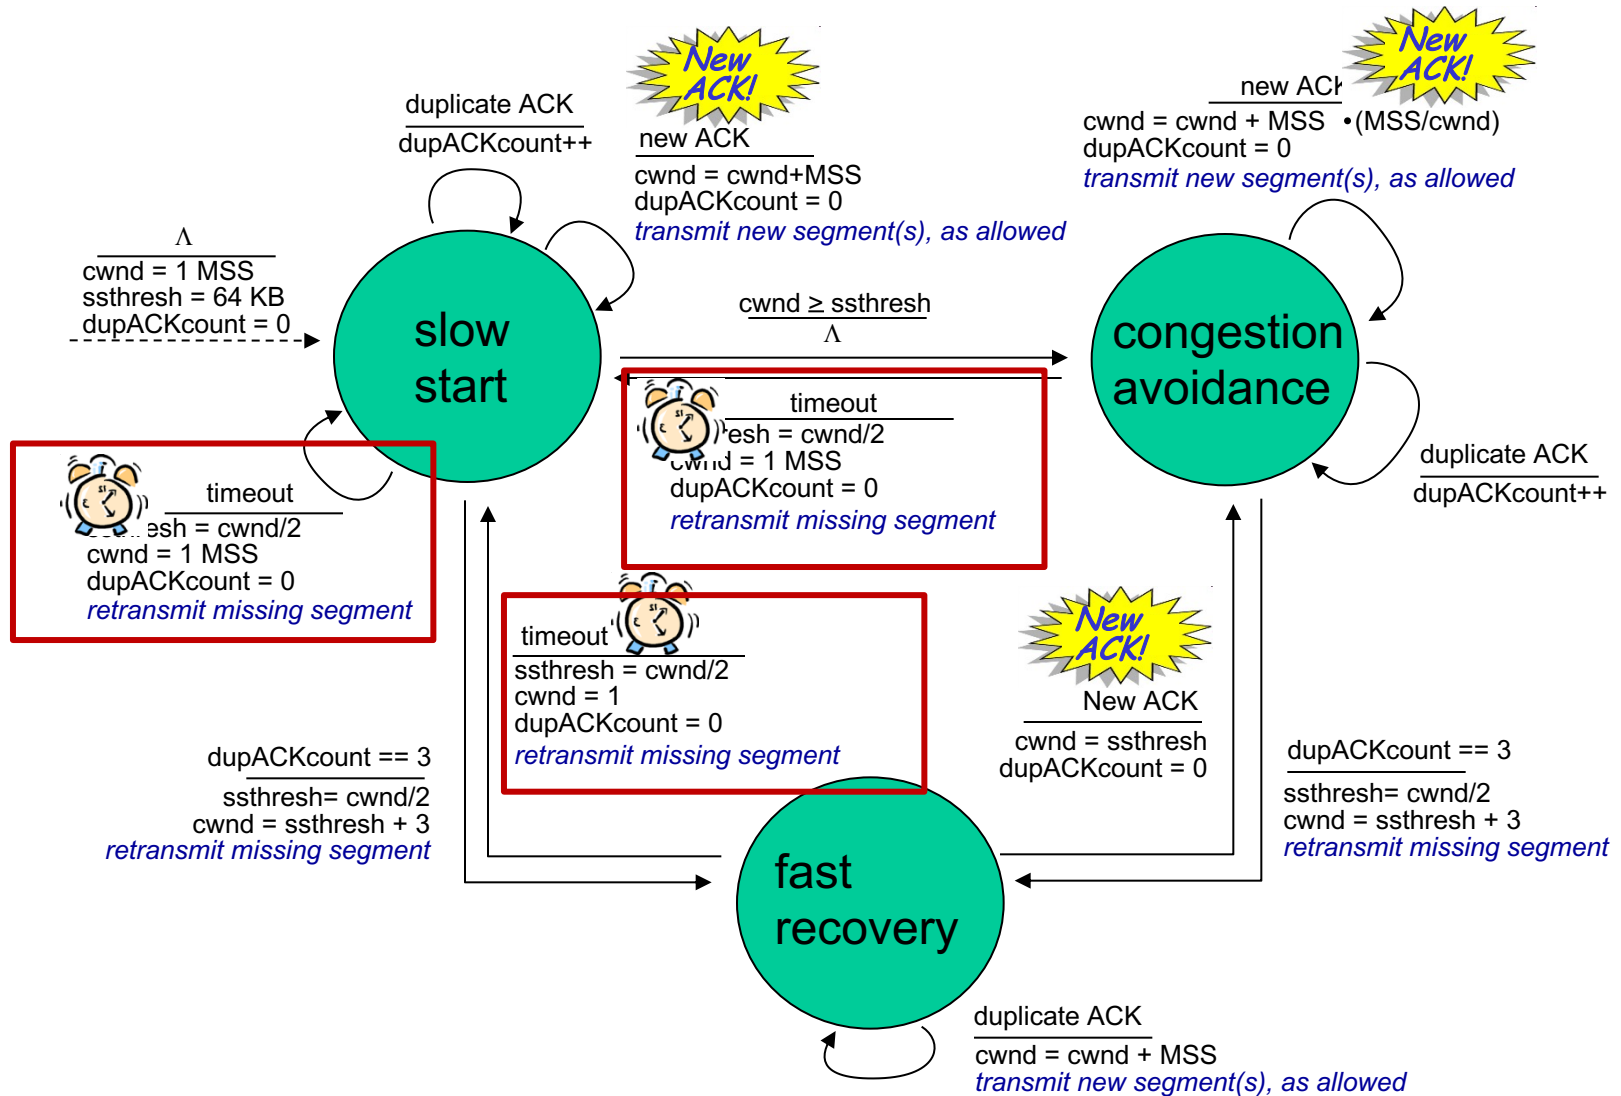 New
ACK!
New
ACK!
duplicate ACK
dupACKcount++
new ACK
cwnd = cwnd+MSS
dupACKcount = 0
transmit new segment(s), as allowed
new ACK
cwnd = cwnd + MSS •(MSS/cwnd)
dupACKcount = 0
transmit new segment(s), as allowed
Λ
cwnd = 1 MSS
ssthresh = 64 KB
dupACKcount = 0
slow
start
cwnd ≥ ssthresh
Λ
congestion
avoidance
timeout
esh = cwnd/2
cwnd = 1 MSS
dupACKcount = 0
retransmit missing segment
duplicate ACK
dupACKcount++
timeout
ssthresh = cwnd/2
cwnd = 1 MSS
dupACKcount = 0
retransmit missing segment
timeout
ssthresh = cwnd/2
cwnd = 1
dupACKcount = 0
retransmit missing segment
New
ACK!
New ACK
cwnd = ssthresh
dupACKcount = 0
dupACKcount == 3
ssthresh= cwnd/2
cwnd = ssthresh + 3
retransmit missing segment
dupACKcount == 3
ssthresh= cwnd/2
cwnd = ssthresh + 3
retransmit missing segment
fast
recovery
duplicate ACK
cwnd = cwnd + MSS
transmit new segment(s), as allowed